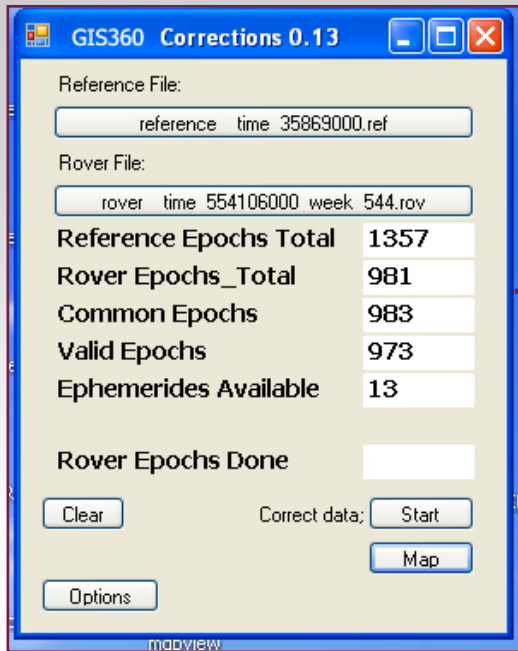 GIS360 Corrections 0.13
Reference File:
reference time 35869000.ref
Rover File:
rover time 554106000 week 544.rov
Reference Epochs Total 1357
Rover Epochs_Total 981
Common Epochs 983
Valid Epochs 973
Ephemerides Available 13
Rover Epochs Done
Clear Correct data; Start
Map
Options
mapview